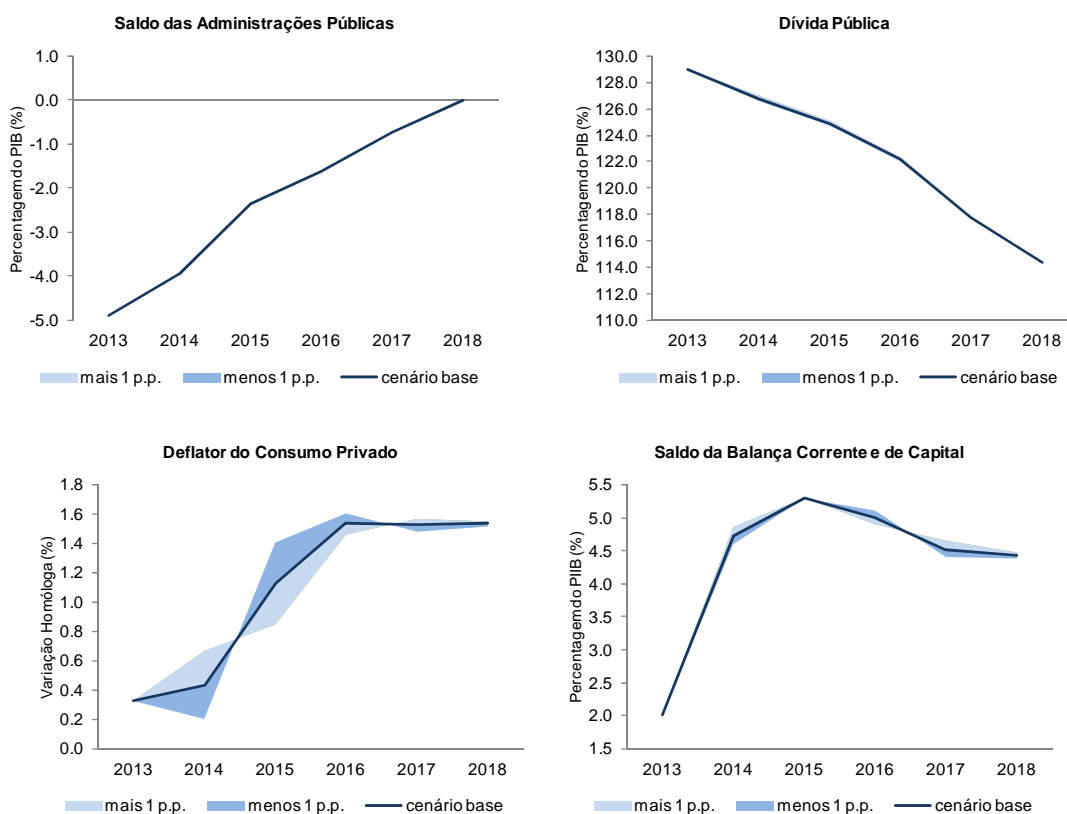 Saldo das Administrações Públicas
Percentagemdo PIB (%)
1.0
0.0
-1.0
-2.0
-3.0
-4.0
-5.0
2013 2014 2015 2016 2017 2018
mais 1 p.p. menos 1 p.p. cenário base
Dívida Pública
Percentagemdo PIB (%)
130.0
128.0
126.0
124.0
122.0
120.0
118.0
116.0
114.0
112.0
110.0
2013 2014 2015 2016 2017 2018
mais 1 p.p. menos 1 p.p. cenário base
Deflator do Consumo Privado
Variação Homóloga (%)
1.8
1.6
1.4
1.2
1.0
0.8
0.6
0.4
0.2
0.0
2013 2014 2015 2016 2017 2018
mais 1 p.p. menos 1 p.p. cenário base
Saldo da Balança Corrente e de Capital
Percentagemdo PIIB (%)
5.5
5.0
4.5
4.0
3.5
3.0
2.5
2.0
1.5
2013 2014 2015 2016 2017 2018
mais 1 p.p. menos 1 p.p. cenário base